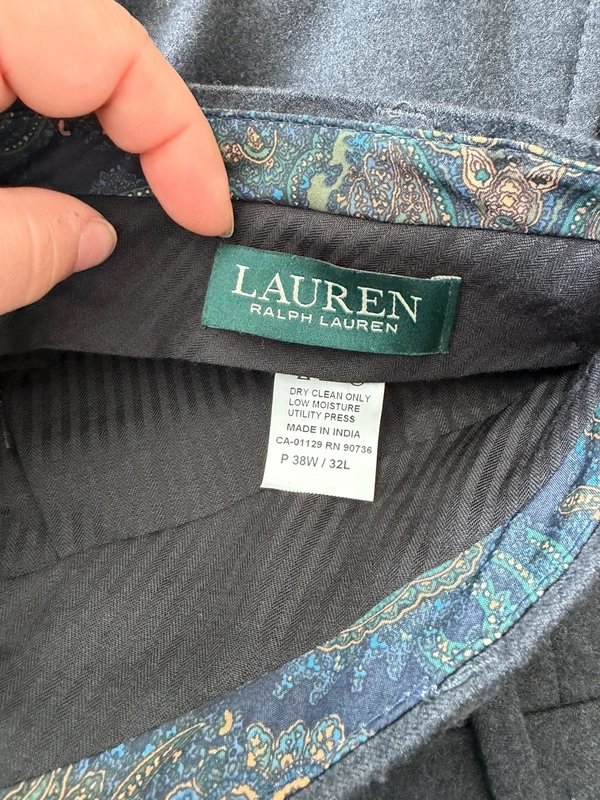 LAUREN
RALPH LAUREN
DRY CLEAN ONLY
LOW MOISTURE
UTILITY PRESS
MADE IN INDIA
CA-01129 RN 90736
P 38W / 32L